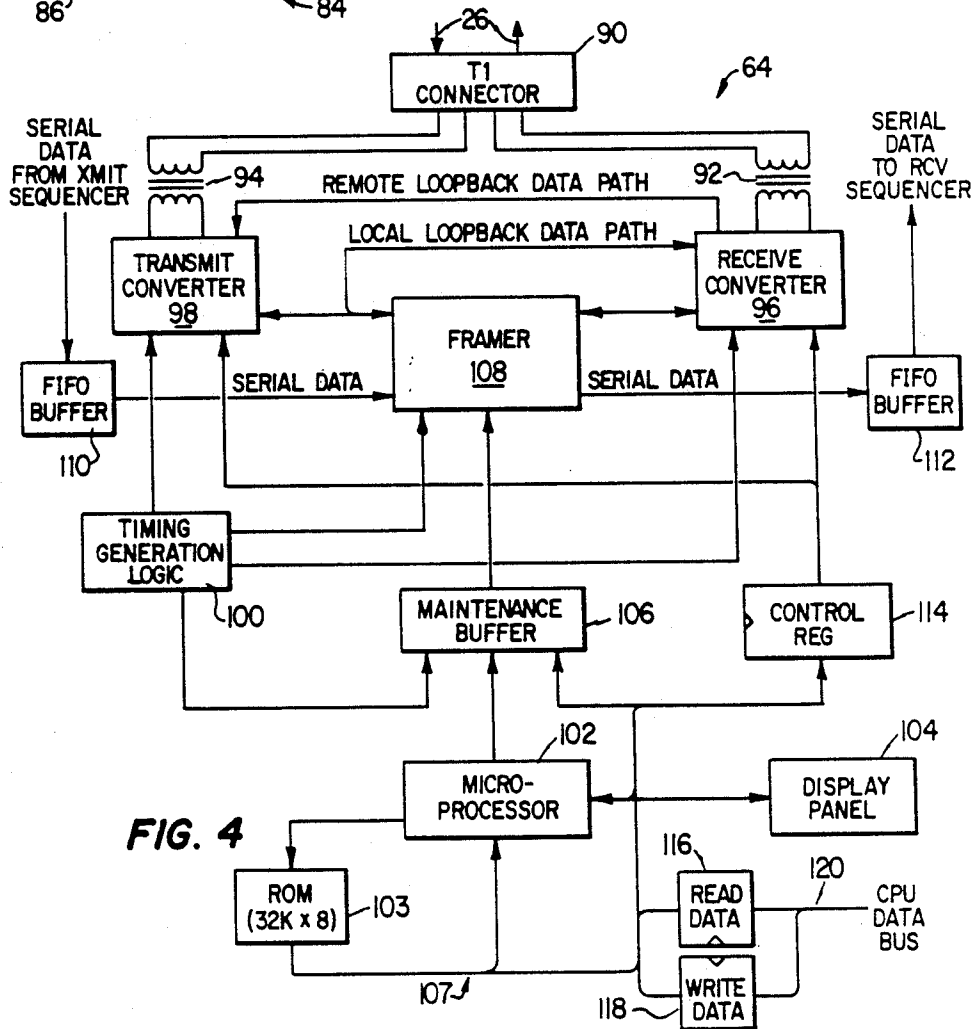 86
84
26
90
T1
CONNECTOR
64
SERIAL
DATA
FROM XMIT
SEQUENCER
94
92
SERIAL
DATA
TO RCV
SEQUENCER
REMOTE LOOPBACK DATA PATH
LOCAL LOOPBACK DATA PATH
TRANSMIT
CONVERTER
98
RECEIVE
CONVERTER
96
FRAMER
108
FIFO
BUFFER
110
SERIAL DATA
SERIAL DATA
FIFO
BUFFER
112
TIMING
GENERATION
LOGIC
100
MAINTENANCE
BUFFER
106
CONTROL
REG
114
102
MICRO-
PROCESSOR
104
DISPLAY
PANEL
FIG. 4
ROM
(32K x 8)
103
107
116
READ
DATA
120
CPU
DATA
BUS
118
WRITE
DATA